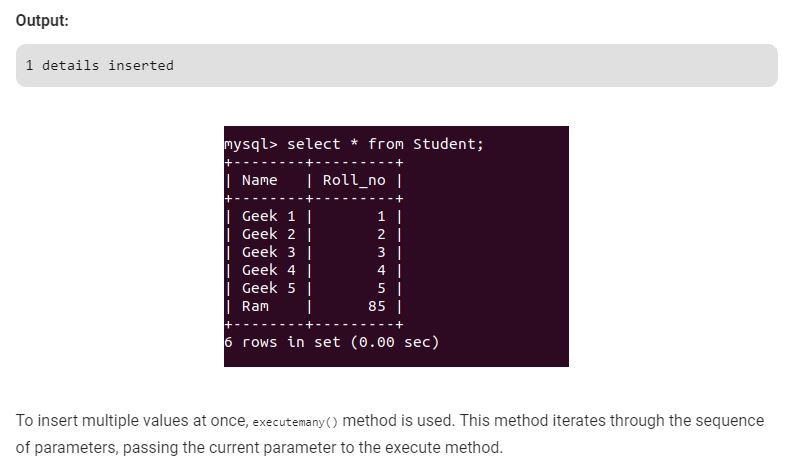 Output:
1 details inserted
mysql> select * from Student;
+--------+---------+
| Name   | Roll_no |
+--------+---------+
| Geek 1 |       1 |
| Geek 2 |       2 |
| Geek 3 |       3 |
| Geek 4 |       4 |
| Geek 5 |       5 |
| Ram    |      85 |
+--------+---------+
6 rows in set (0.00 sec)
To insert multiple values at once, executemany() method is used. This method iterates through the sequence
of parameters, passing the current parameter to the execute method.